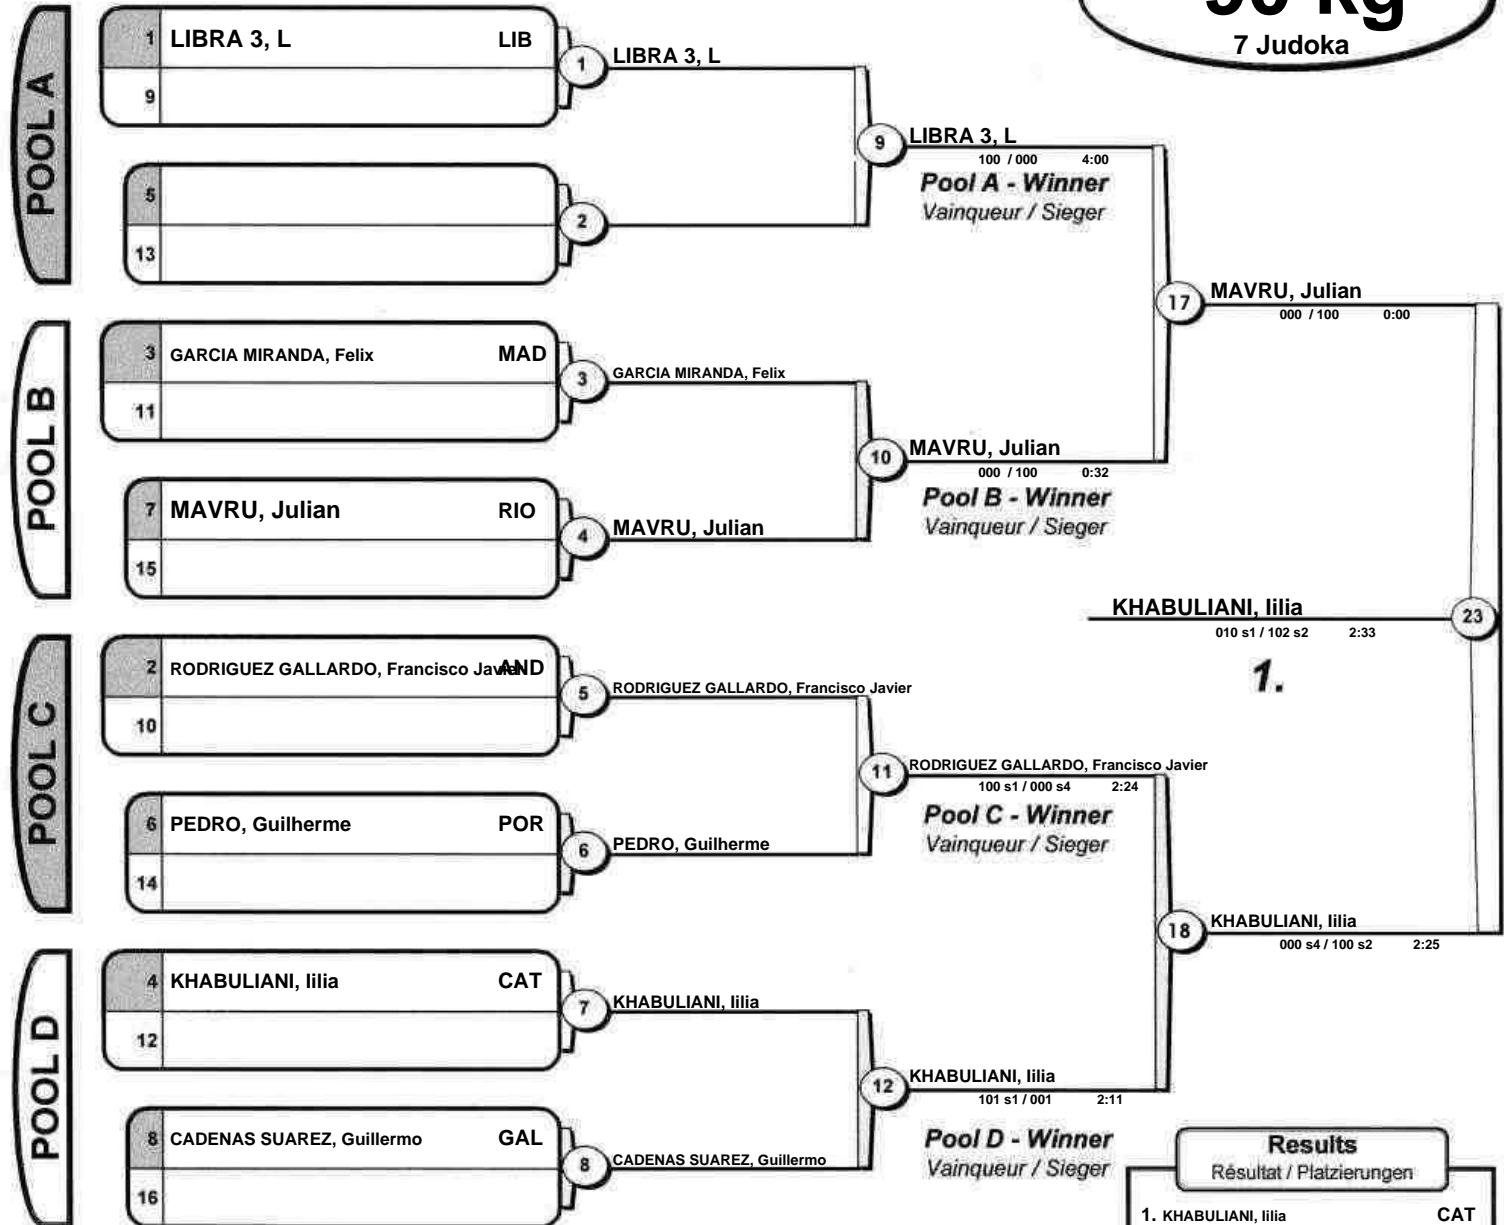 90 kg
7 Judoka
POOL A
1 LIBRA 3, L LIB
9
1 LIBRA 3, L
5
13
2
9 LIBRA 3, L
100 / 000 4:00
Pool A - Winner
Vainqueur / Sieger
POOL B
3 GARCIA MIRANDA, Felix MAD
11
3 GARCIA MIRANDA, Felix
7 MAVRU, Julian RIO
15
4 MAVRU, Julian
10 MAVRU, Julian
000 / 100 0:32
Pool B - Winner
Vainqueur / Sieger
17 MAVRU, Julian
000 / 100 0:00
KHABULIANI, Iilia 23
010 s1 / 102 s2 2:33
1.
POOL C
2 RODRIGUEZ GALLARDO, Francisco Javier AND
10
5 RODRIGUEZ GALLARDO, Francisco Javier
6 PEDRO, Guilherme POR
14
6 PEDRO, Guilherme
11 RODRIGUEZ GALLARDO, Francisco Javier
100 s1 / 000 s4 2:24
Pool C - Winner
Vainqueur / Sieger
18 KHABULIANI, Iilia
000 s4 / 100 s2 2:25
POOL D
4 KHABULIANI, Iilia CAT
12
7 KHABULIANI, Iilia
8 CADENAS SUAREZ, Guillermo GAL
16
8 CADENAS SUAREZ, Guillermo
12 KHABULIANI, Iilia
101 s1 / 001 2:11
Pool D - Winner
Vainqueur / Sieger
Results
Résultat / Platzierungen
1. KHABULIANI, Iilia CAT